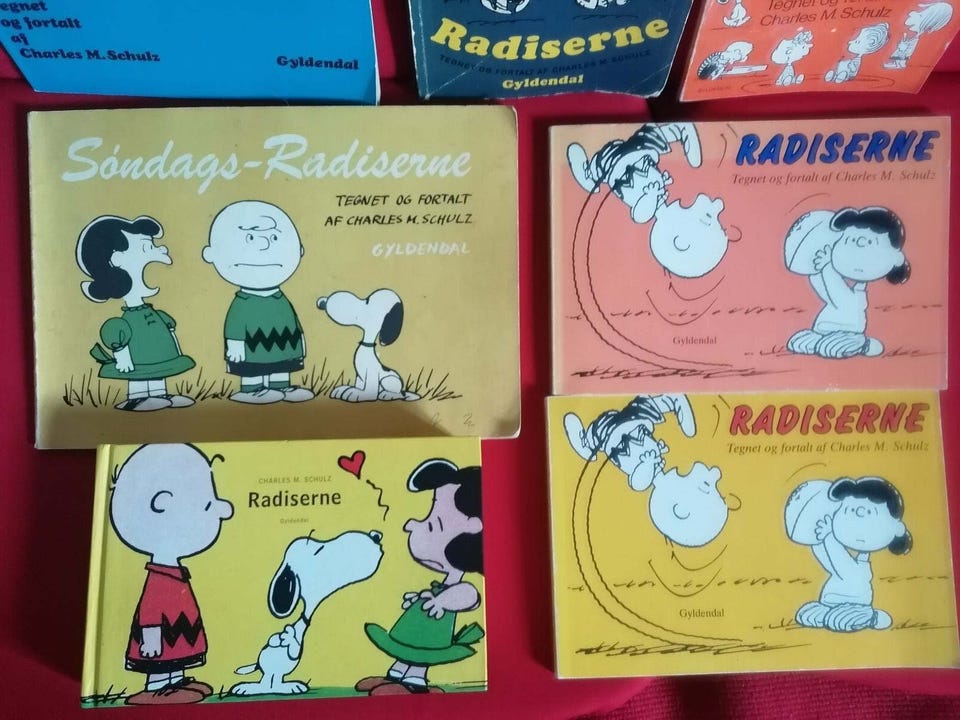 Tegnet
og fortalt
af
Charles M. Schulz
Gyldendal
Radiserne
TEGNET OG FORTALT AF CHARLES M. SCHULZ
Gyldendal
Tegnet og fortalt
Charles M. Schulz
Söndags-Radiserne
TEGNET OG FORTALT
AF CHARLES M. SCHULZ
GYLDENDAL
RADISERNE
Tegnet og fortalt af Charles M. Schulz
Gyldendal
CHARLES M. SCHULZ
Radiserne
Gyldendal
RADISERNE
Tegnet og fortalt af Charles M. Schulz
Gyldendal